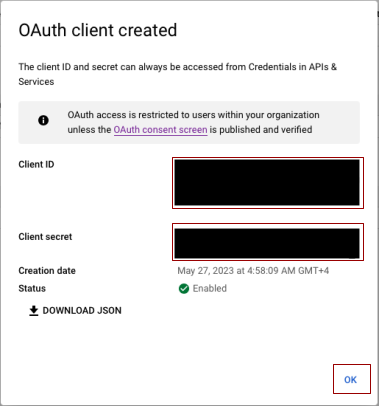 OAuth client created
The client ID and secret can always be accessed from Credentials in APIs &
Services
OAuth access is restricted to users within your organization
unless the OAuth consent screen is published and verified
Client ID
Client secret
Creation date May 27, 2023 at 4:58:09 AM GMT+4
Status Enabled
DOWNLOAD JSON
OK